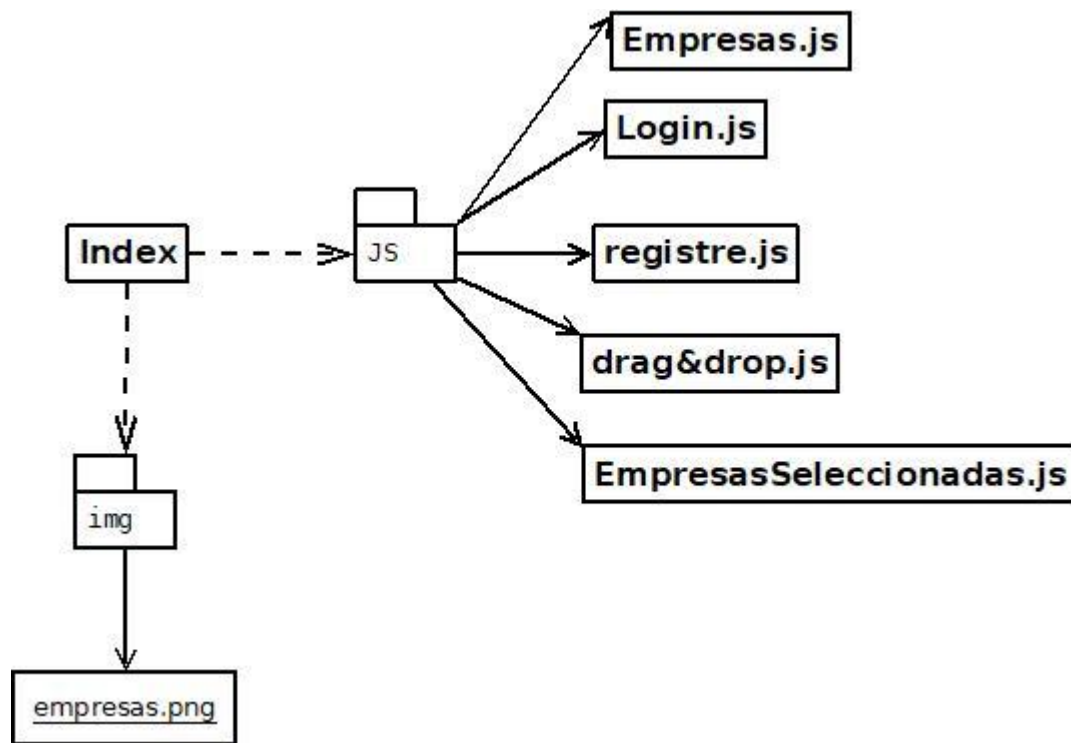 Empresas.js
Login.js
Index
JS
registre.js
drag&drop.js
EmpresasSeleccionadas.js
img
empresas.png